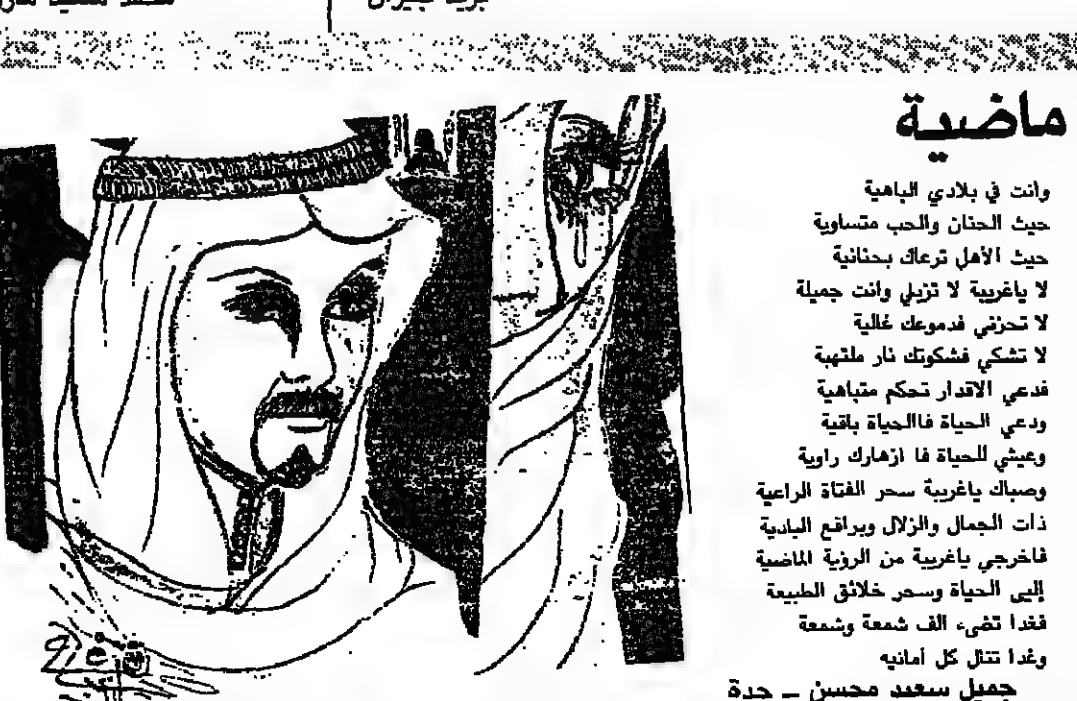 ماضية
وانت في بلادي الباهية
حيث الحنان والحب متساوية
حيث الأهل ترعاك بحنانية
لا ياغريبة لا تزيلي وانت جميلة
لا تحزني فدموعك غالية
لا تشكي فشكوتك نار ملتهبة
فدعي الاقدار تحكم متباهية
ودعي الحياة فاالحياة باقية
وعيشي للحياة فا ازهارك راوية
وصباك ياغريبة سحر الفتاة الراعية
ذات الجمال والزلال وبراقع البادية
فاخرجي ياغريبة من الرؤية الماضية
إليى الحياة وسحر خلائق الطبيعة
فغدا تضيء الف شمعة وشمعة
وغدا تنال كل أمانيه
جميل سعيد محسن - جدة